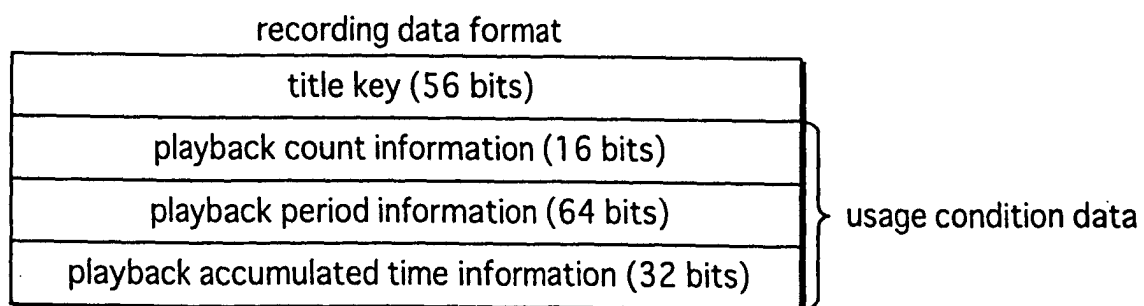 recording data format
title key (56 bits)
playback count information (16 bits)
playback period information (64 bits)
usage condition data
playback accumulated time information (32 bits)